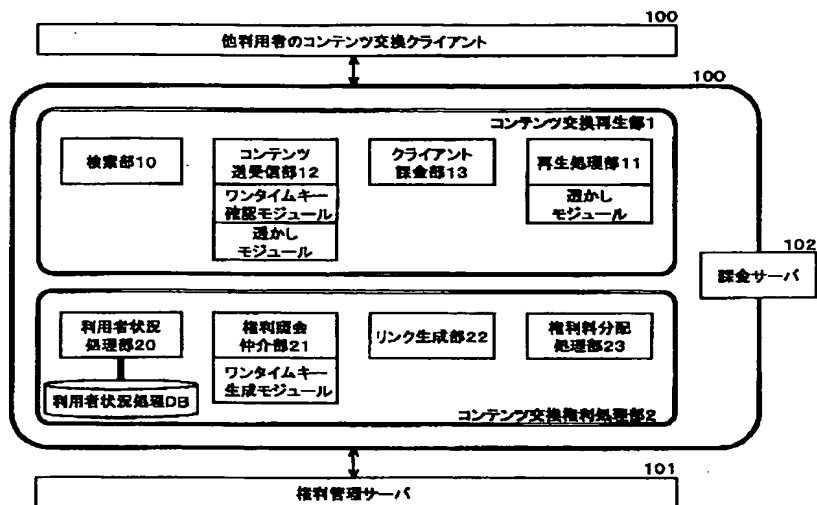 100
他利用者のコンテンツ交換クライアント
100
コンテンツ交換再生部1
検索部10
コンテンツ
送受信部12
ワンタイムキー
確認モジュール
透かし
モジュール
クライアント
課金部13
再生処理部11
透かし
モジュール
102
課金サーバ
利用者状況
処理部20
利用者状況処理DB
権利照会
仲介部21
ワンタイムキー
生成モジュール
リンク生成部22
権利料分配
処理部23
コンテンツ交換権利処理部2
101
権利管理サーバ